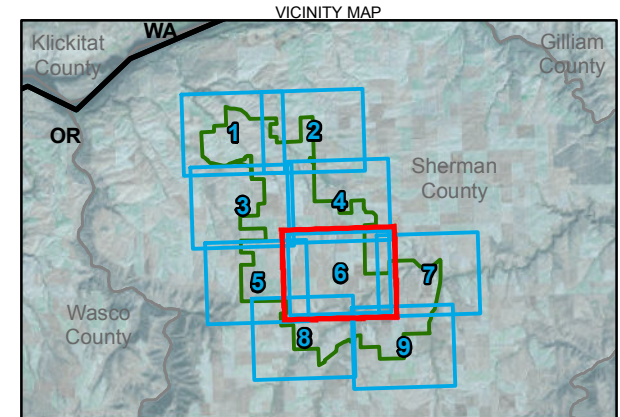 VICINITY MAP
WA
Klickitat
County
Gilliam
County
OR
1
2
Sherman
County
3
4
5
6
7
Wasco
County
8
9